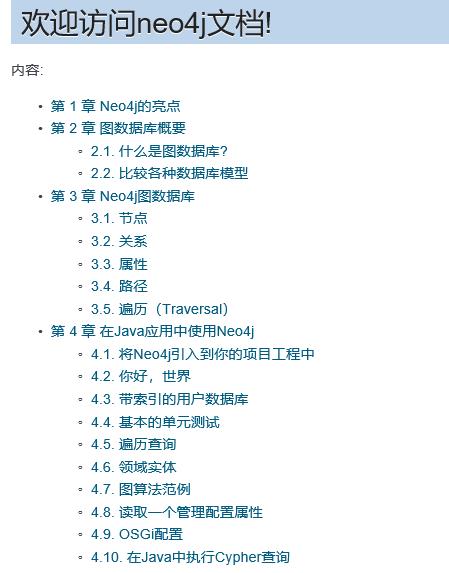 欢迎访问neo4j文档!
内容:
• 第 1 章 Neo4j的亮点
• 第 2 章 图数据库概要
◦ 2.1. 什么是图数据库?
◦ 2.2. 比较各种数据库模型
• 第 3 章 Neo4j图数据库
◦ 3.1. 节点
◦ 3.2. 关系
◦ 3.3. 属性
◦ 3.4. 路径
◦ 3.5. 遍历（Traversal）
• 第 4 章 在Java应用中使用Neo4j
◦ 4.1. 将Neo4j引入到你的项目工程中
◦ 4.2. 你好，世界
◦ 4.3. 带索引的用户数据库
◦ 4.4. 基本的单元测试
◦ 4.5. 遍历查询
◦ 4.6. 领域实体
◦ 4.7. 图算法范例
◦ 4.8. 读取一个管理配置属性
◦ 4.9. OSGi配置
◦ 4.10. 在Java中执行Cypher查询